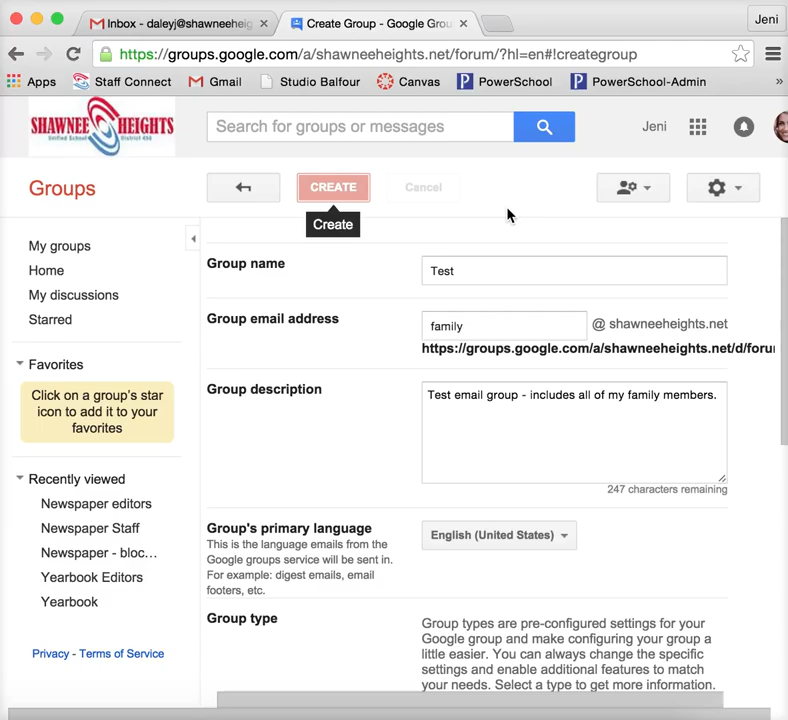 Inbox - daleyj@shawneeheig
Create Group - Google Grou
Jeni
https://groups.google.com/a/shawneeheights.net/forum/?hl=en#!creategroup
Apps
Staff Connect
Gmail
Studio Balfour
Canvas
PowerSchool
PowerSchool-Admin
»
SHAWNEE HEIGHTS
Unified School District 450
Search for groups or messages
Jeni
Groups
CREATE
Cancel
Create
My groups
Home
My discussions
Starred
Favorites
Click on a group's star
icon to add it to your
favorites
Recently viewed
Newspaper editors
Newspaper Staff
Newspaper - bloc...
Yearbook Editors
Yearbook
Privacy - Terms of Service
Group name
Test
Group email address
family
@ shawneeheights.net
https://groups.google.com/a/shawneeheights.net/d/foru
Group description
Test email group - includes all of my family members.
247 characters remaining
Group's primary language
This is the language emails from the
Google groups service will be sent in.
For example: digest emails, email
footers, etc.
English (United States)
Group type
Group types are pre-configured settings for your
Google group and make configuring your group a
little easier. You can always change the specific
settings and enable additional features to match
your needs. Select a type to get more information.